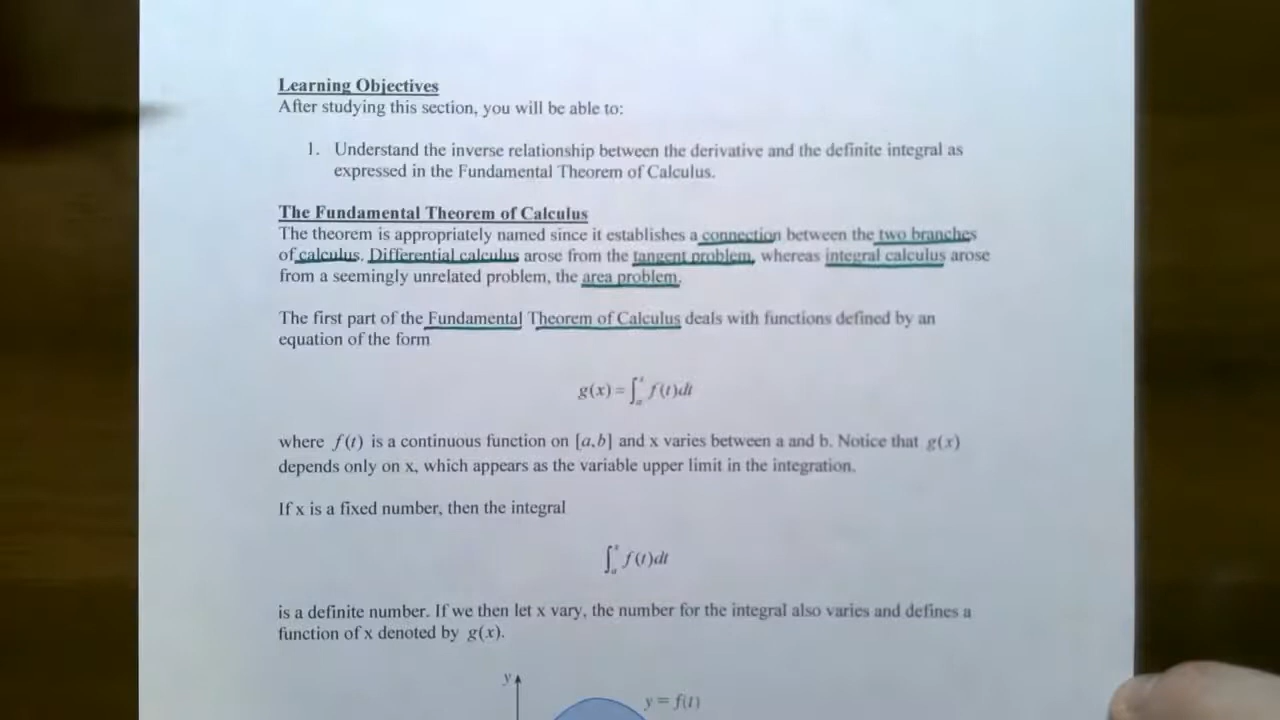 Learning Objectives
After studying this section, you will be able to:
1. Understand the inverse relationship between the derivative and the definite integral as
expressed in the Fundamental Theorem of Calculus.
The Fundamental Theorem of Calculus
The theorem is appropriately named since it establishes a connection between the two branches
of calculus. Differential calculus arose from the tangent problem, whereas integral calculus arose
from a seemingly unrelated problem, the area problem.
The first part of the Fundamental Theorem of Calculus deals with functions defined by an
equation of the form
g(x) = ∫ₐˣ f(t)dt
where f(t) is a continuous function on [a,b] and x varies between a and b. Notice that g(x)
depends only on x, which appears as the variable upper limit in the integration.
If x is a fixed number, then the integral
∫ₐˣ f(t)dt
is a definite number. If we then let x vary, the number for the integral also varies and defines a
function of x denoted by g(x).
y
y = f(t)